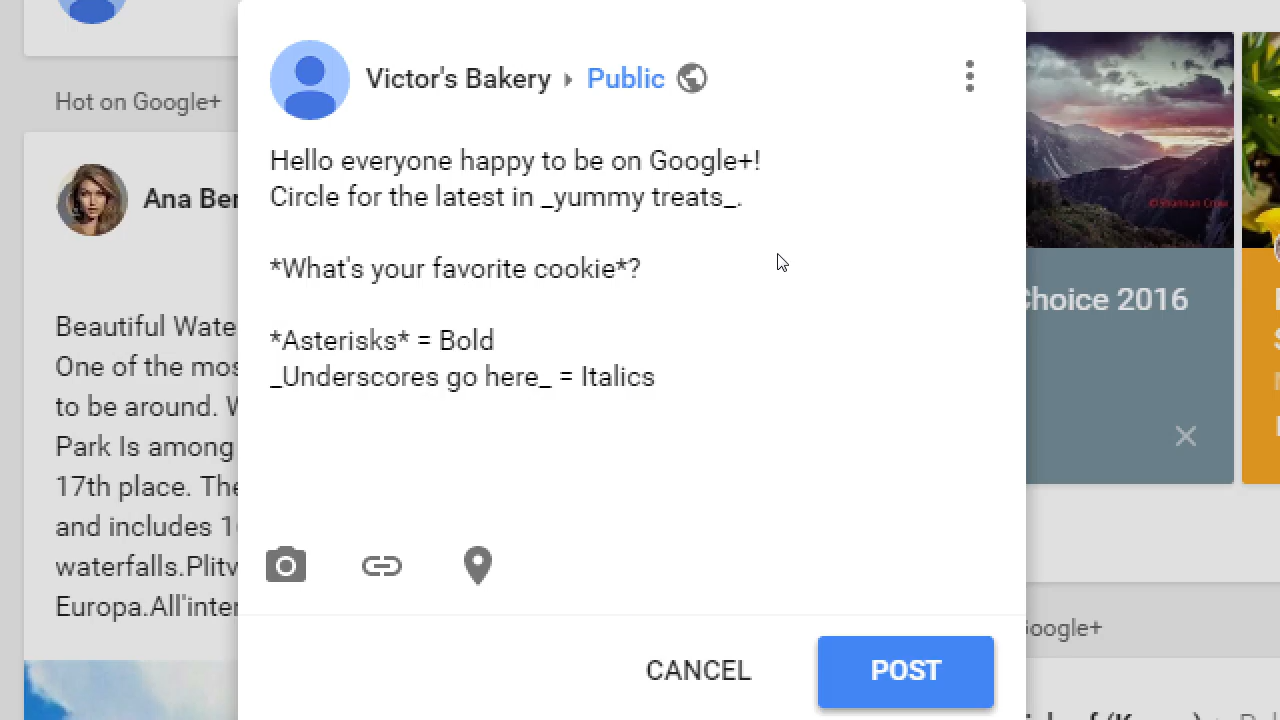 Hot on Google+
Ana Ber
Beautiful Wate
One of the mos
to be around. W
Park Is among
17th place. The
and includes 1
waterfalls.Plitv
Europa.All'inter
Victor's Bakery Public
Hello everyone happy to be on Google+!
Circle for the latest in _yummy treats_.
*What's your favorite cookie*?
*Asterisks* = Bold
_Underscores go here_ = Italics
CANCEL
POST
Choice 2016
Google+